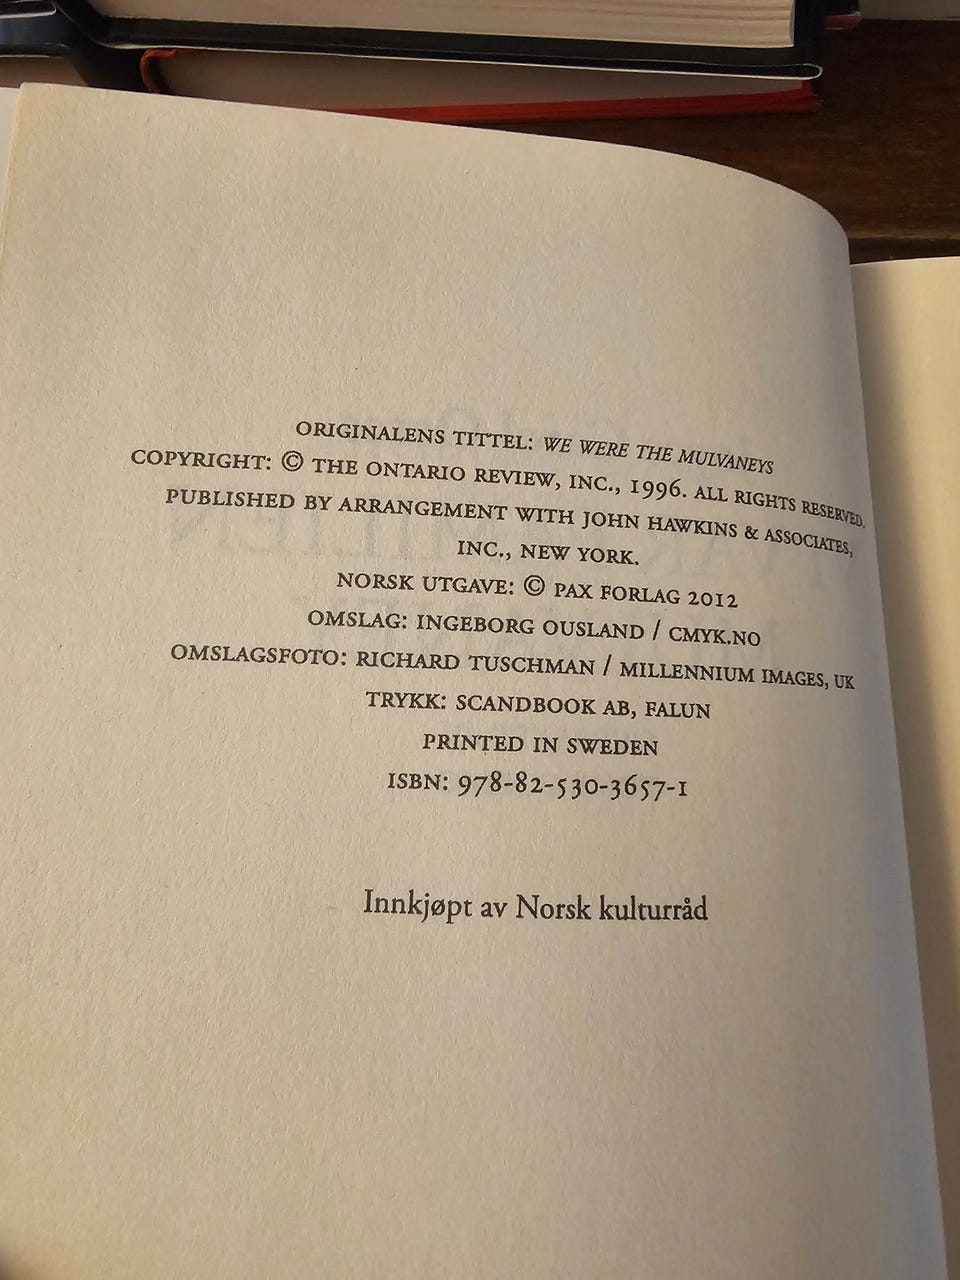 ORIGINALENS TITTEL: WE WERE THE MULVANEYS
COPYRIGHT: © THE ONTARIO REVIEW, INC., 1996. ALL RIGHTS RESERVED.
PUBLISHED BY ARRANGEMENT WITH JOHN HAWKINS & ASSOCIATES,
INC., NEW YORK.
NORSK UTGAVE: © PAX FORLAG 2012
OMSLAG: INGEBORG OUSLAND / CMYK.NO
OMSLAGSFOTO: RICHARD TUSCHMAN / MILLENNIUM IMAGES, UK
TRYKK: SCANDBOOK AB, FALUN
PRINTED IN SWEDEN
ISBN: 978-82-530-3657-1
Innkjøpt av Norsk kulturråd